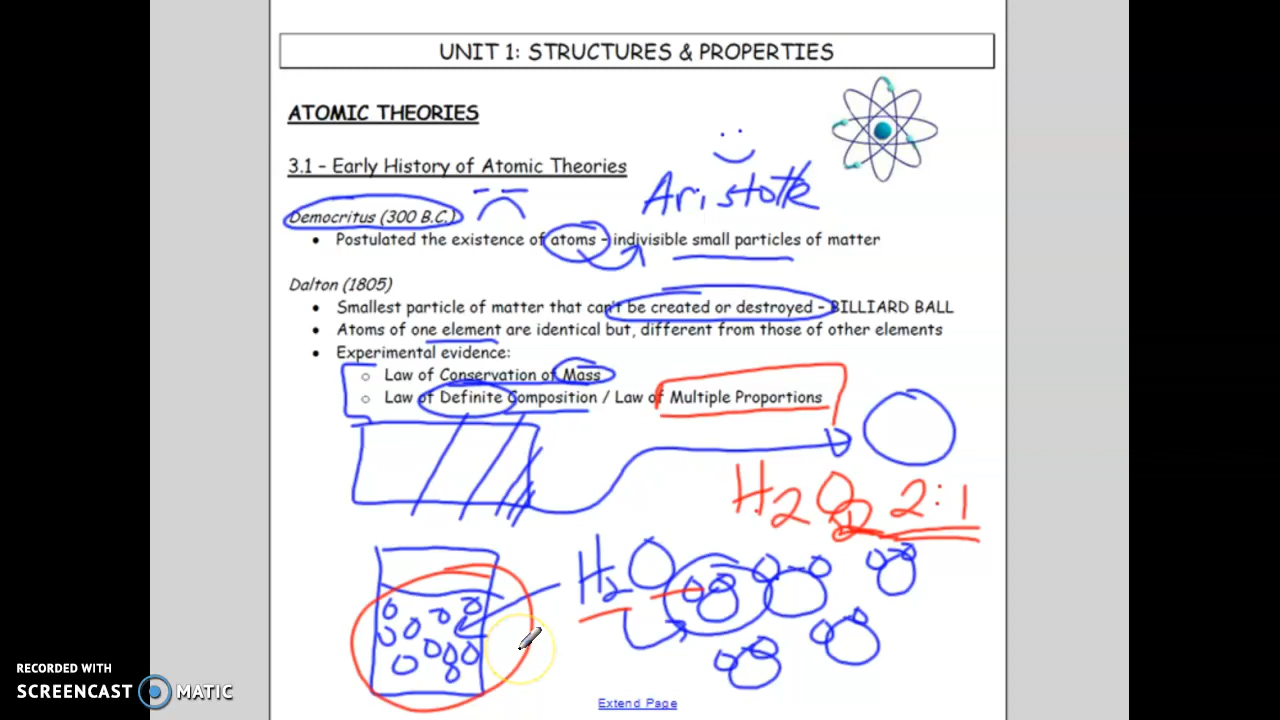 UNIT 1: STRUCTURES & PROPERTIES
ATOMIC THEORIES
3.1 – Early History of Atomic Theories
Aristotle
Democritus (300 B.C.)
• Postulated the existence of atoms – indivisible small particles of matter
Dalton (1805)
• Smallest particle of matter that can't be created or destroyed – BILLIARD BALL
• Atoms of one element are identical but, different from those of other elements
• Experimental evidence:
o Law of Conservation of Mass
o Law of Definite Composition / Law of Multiple Proportions
H2O2 2:1
H2O
Extend Page
RECORDED WITH
SCREENCAST MATIC